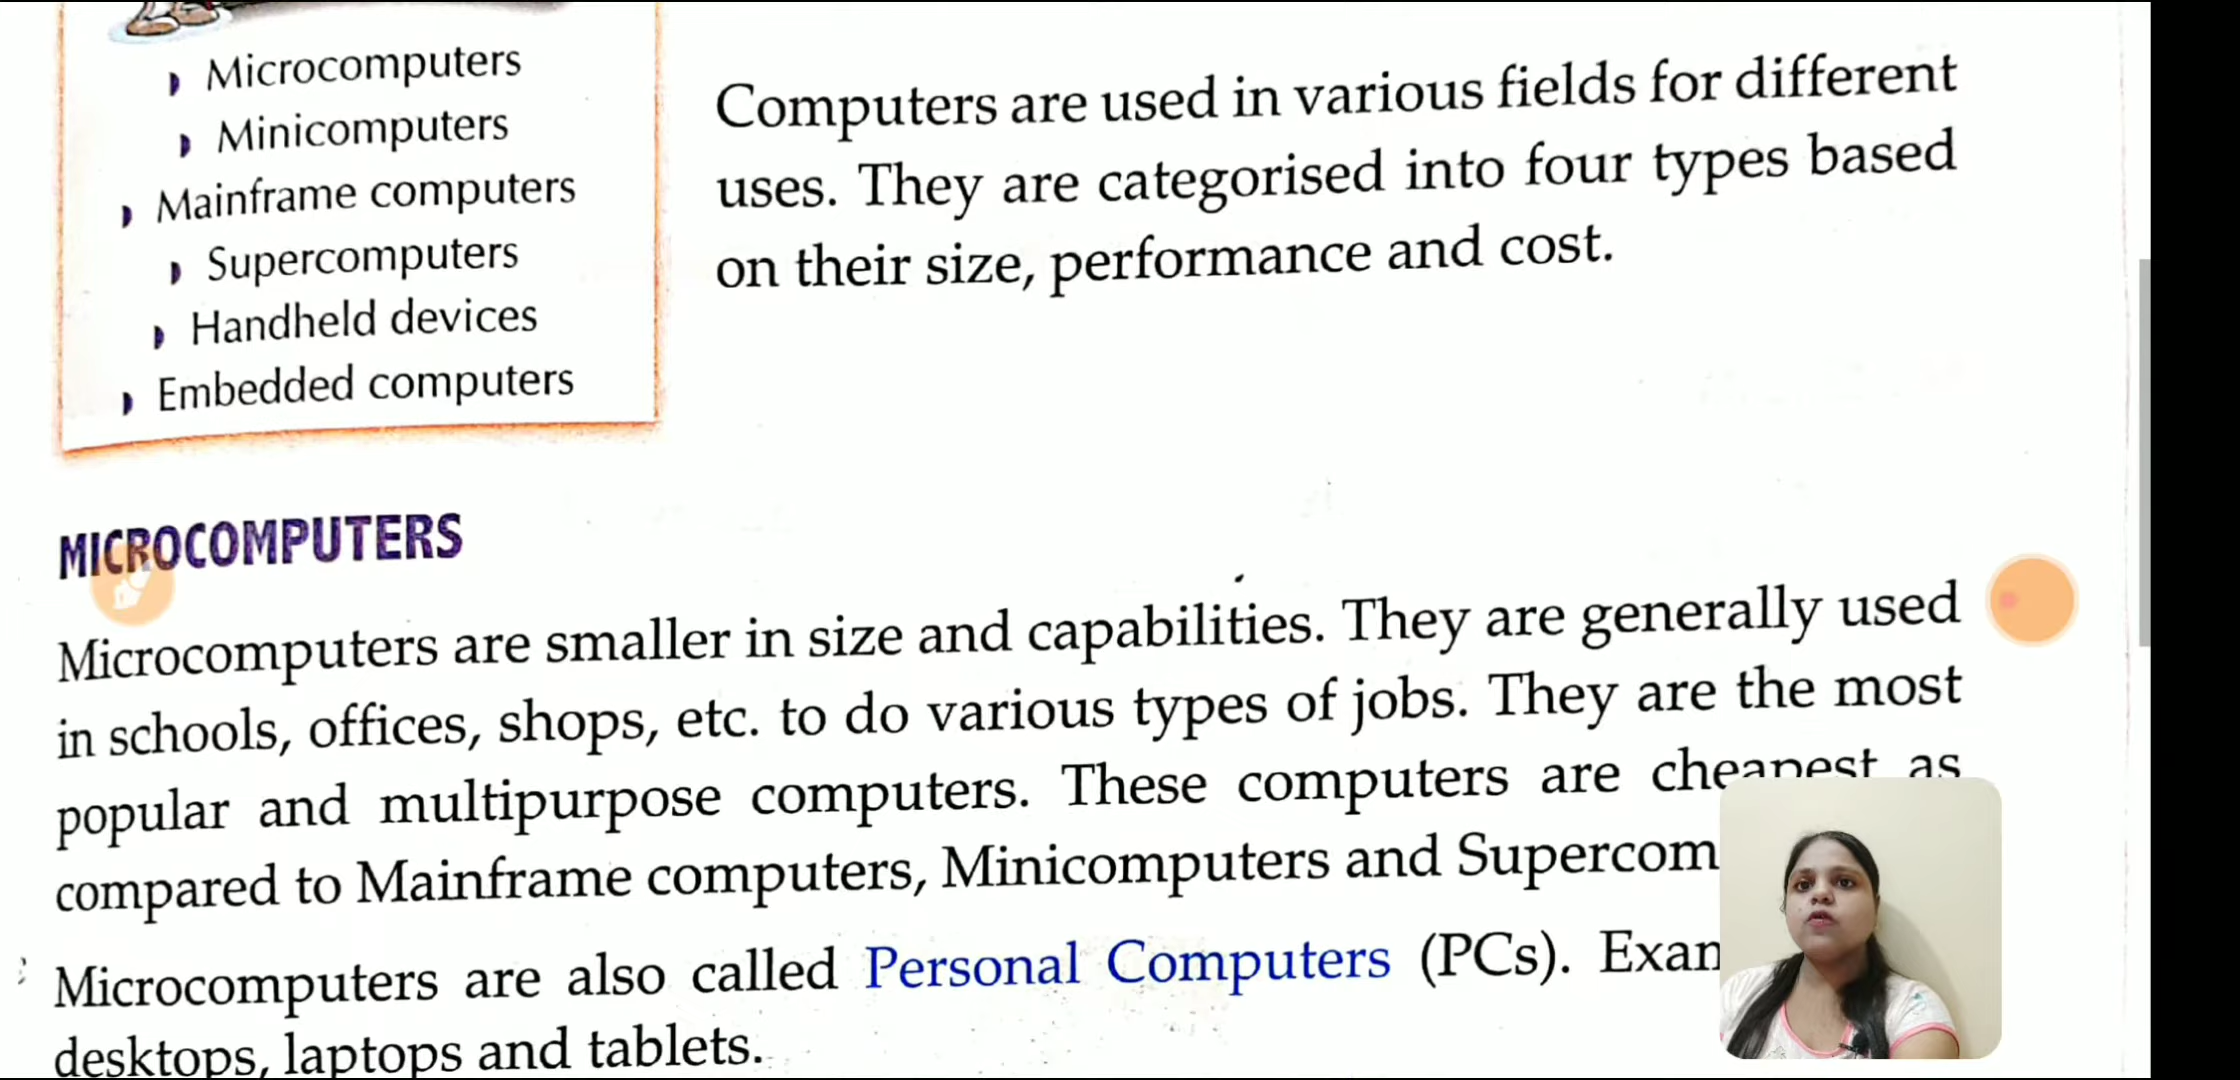 Microcomputers
Minicomputers
Mainframe computers
Supercomputers
Handheld devices
Embedded computers
Computers are used in various fields for different
uses. They are categorised into four types based
on their size, performance and cost.
MICROCOMPUTERS
Microcomputers are smaller in size and capabilities. They are generally used
in schools, offices, shops, etc. to do various types of jobs. They are the most
popular and multipurpose computers. These computers are cheapest as
compared to Mainframe computers, Minicomputers and Supercom
Microcomputers are also called Personal Computers (PCs). Exam
desktops, laptops and tablets.